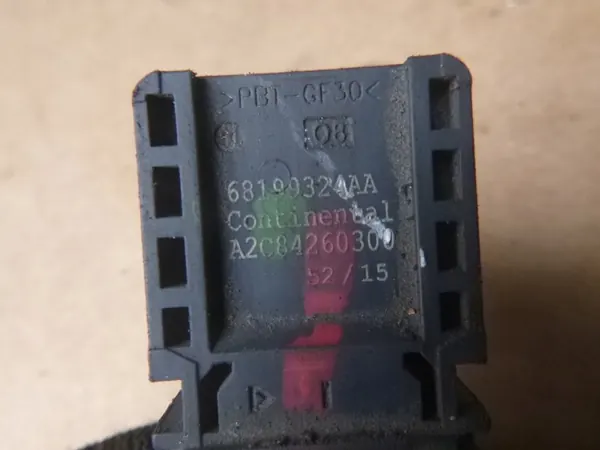 >PBT-GF30<
08
68199324AA
Continental
A2C84260300
52/15